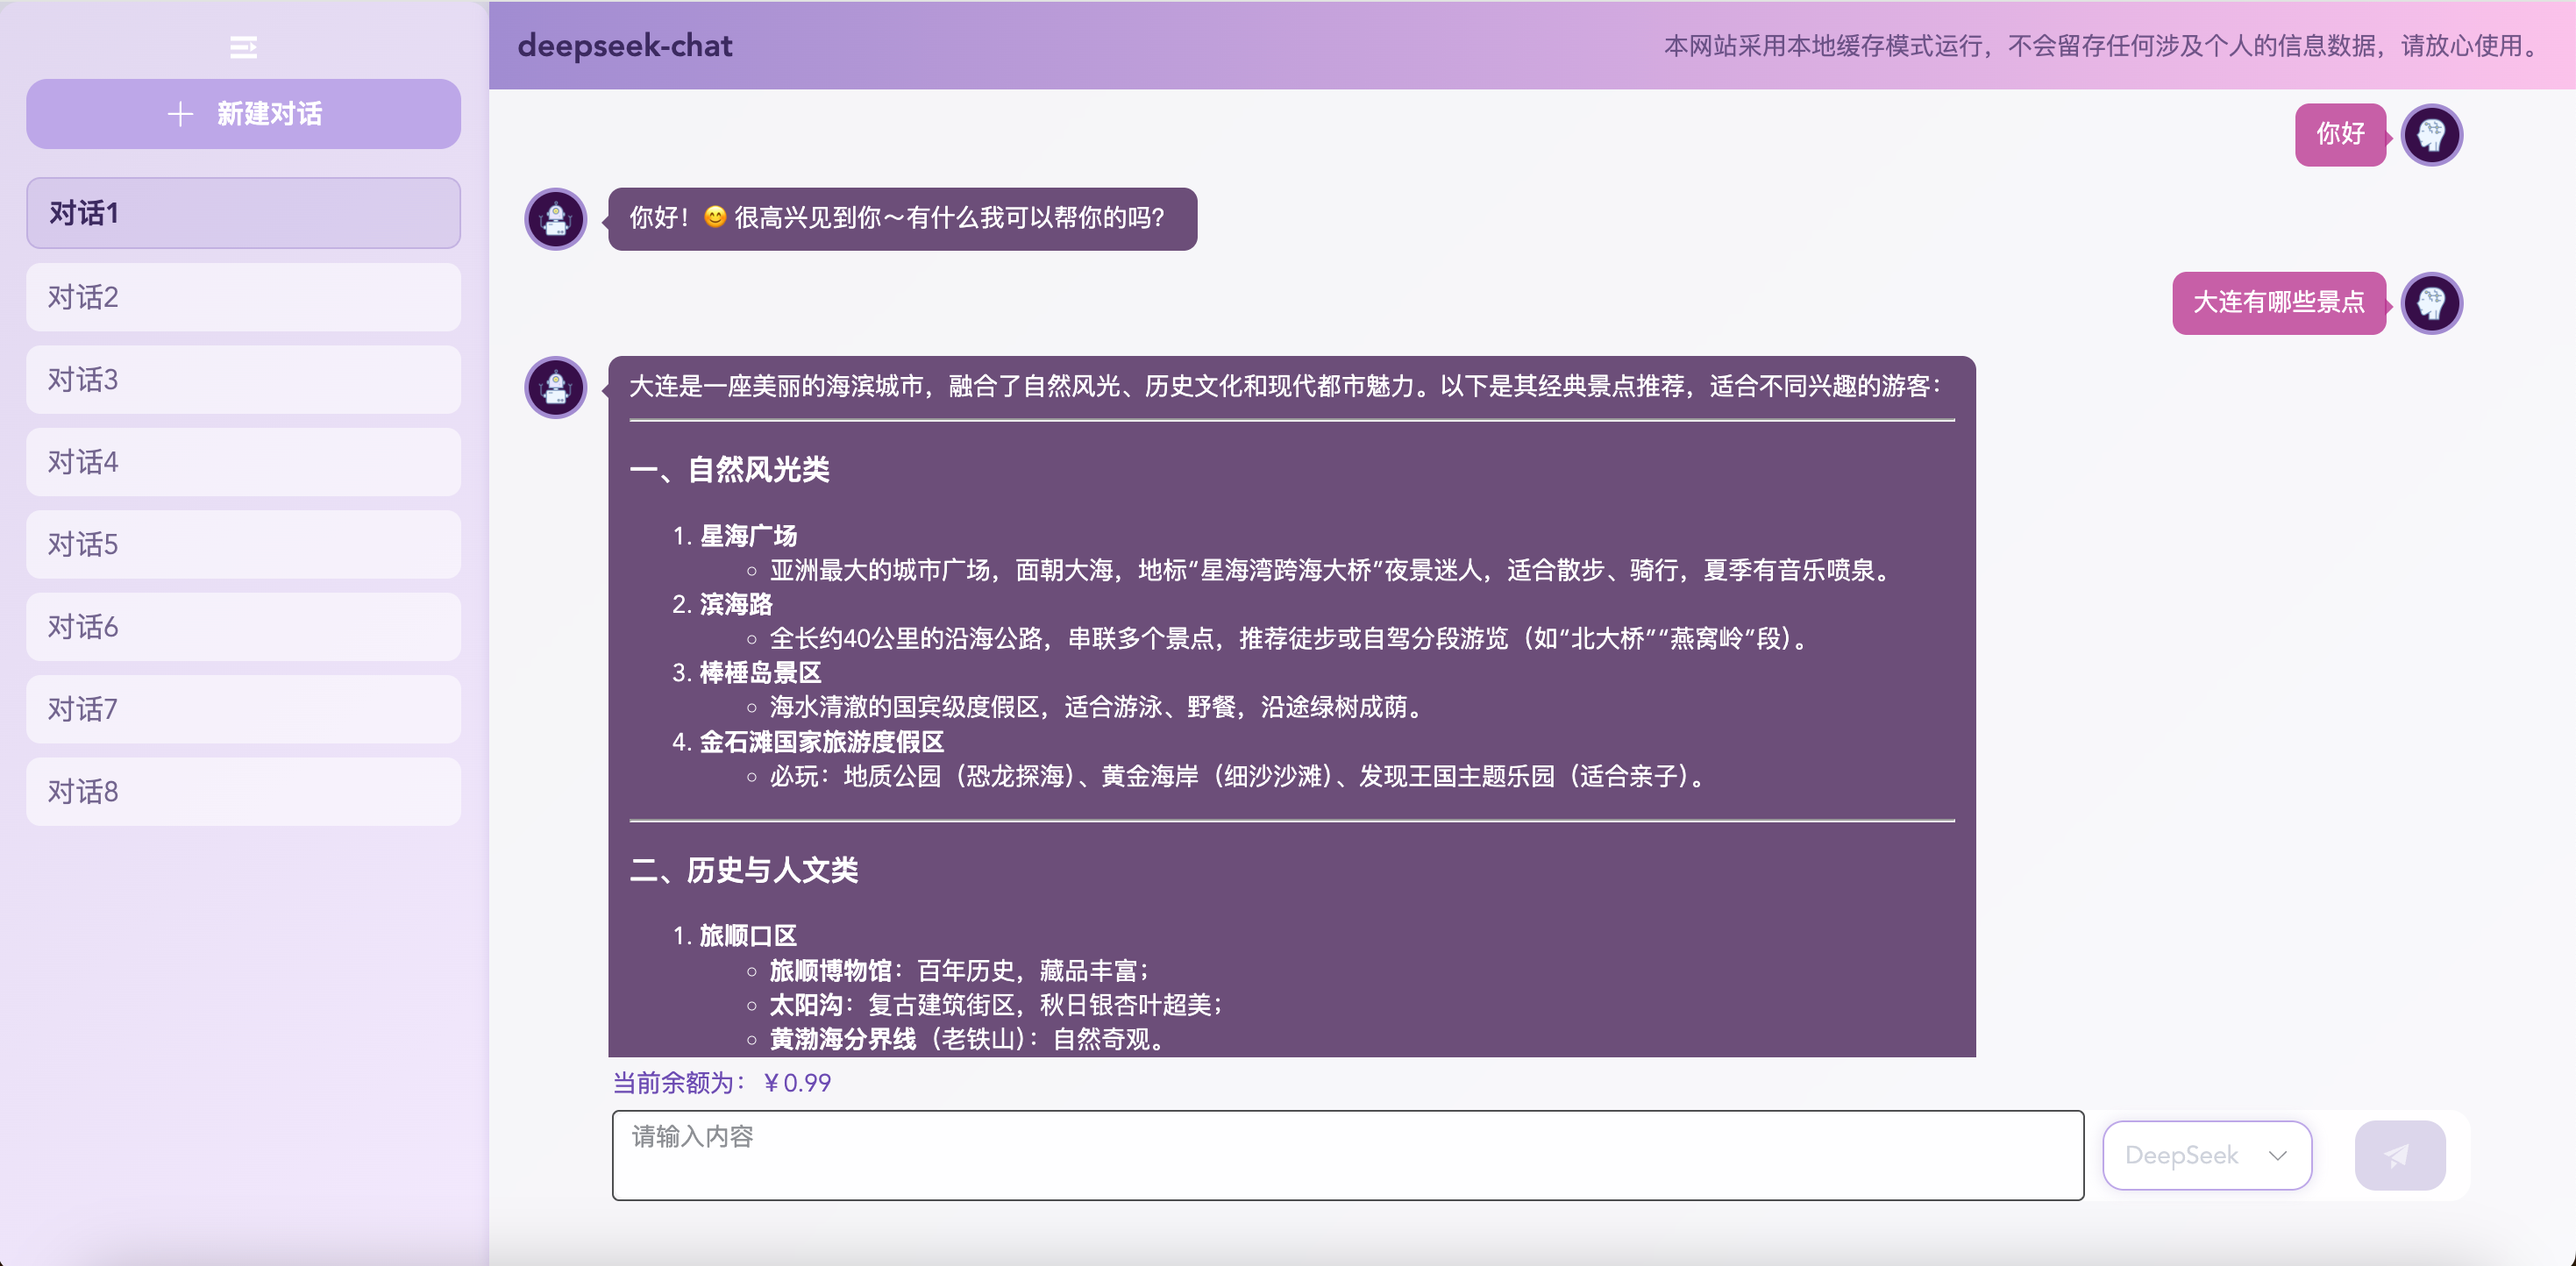 deepseek-chat
本网站采用本地缓存模式运行，不会留存任何涉及个人的信息数据，请放心使用。
新建对话
对话1
对话2
对话3
对话4
对话5
对话6
对话7
对话8
你好
你好！😊 很高兴见到你～有什么我可以帮你的吗？
大连有哪些景点
大连是一座美丽的海滨城市，融合了自然风光、历史文化和现代都市魅力。以下是其经典景点推荐，适合不同兴趣的游客：
一、自然风光类
1. 星海广场
亚洲最大的城市广场，面朝大海，地标“星海湾跨海大桥”夜景迷人，适合散步、骑行，夏季有音乐喷泉。
2. 滨海路
全长约40公里的沿海公路，串联多个景点，推荐徒步或自驾分段游览（如“北大桥”“燕窝岭”段）。
3. 棒棰岛景区
海水清澈的国宾级度假区，适合游泳、野餐，沿途绿树成荫。
4. 金石滩国家旅游度假区
必玩：地质公园（恐龙探海）、黄金海岸（细沙沙滩）、发现王国主题乐园（适合亲子）。
二、历史与人文类
1. 旅顺口区
旅顺博物馆：百年历史，藏品丰富；
太阳沟：复古建筑街区，秋日银杏叶超美；
黄渤海分界线（老铁山）：自然奇观。
当前余额为：￥0.99
请输入内容
DeepSeek